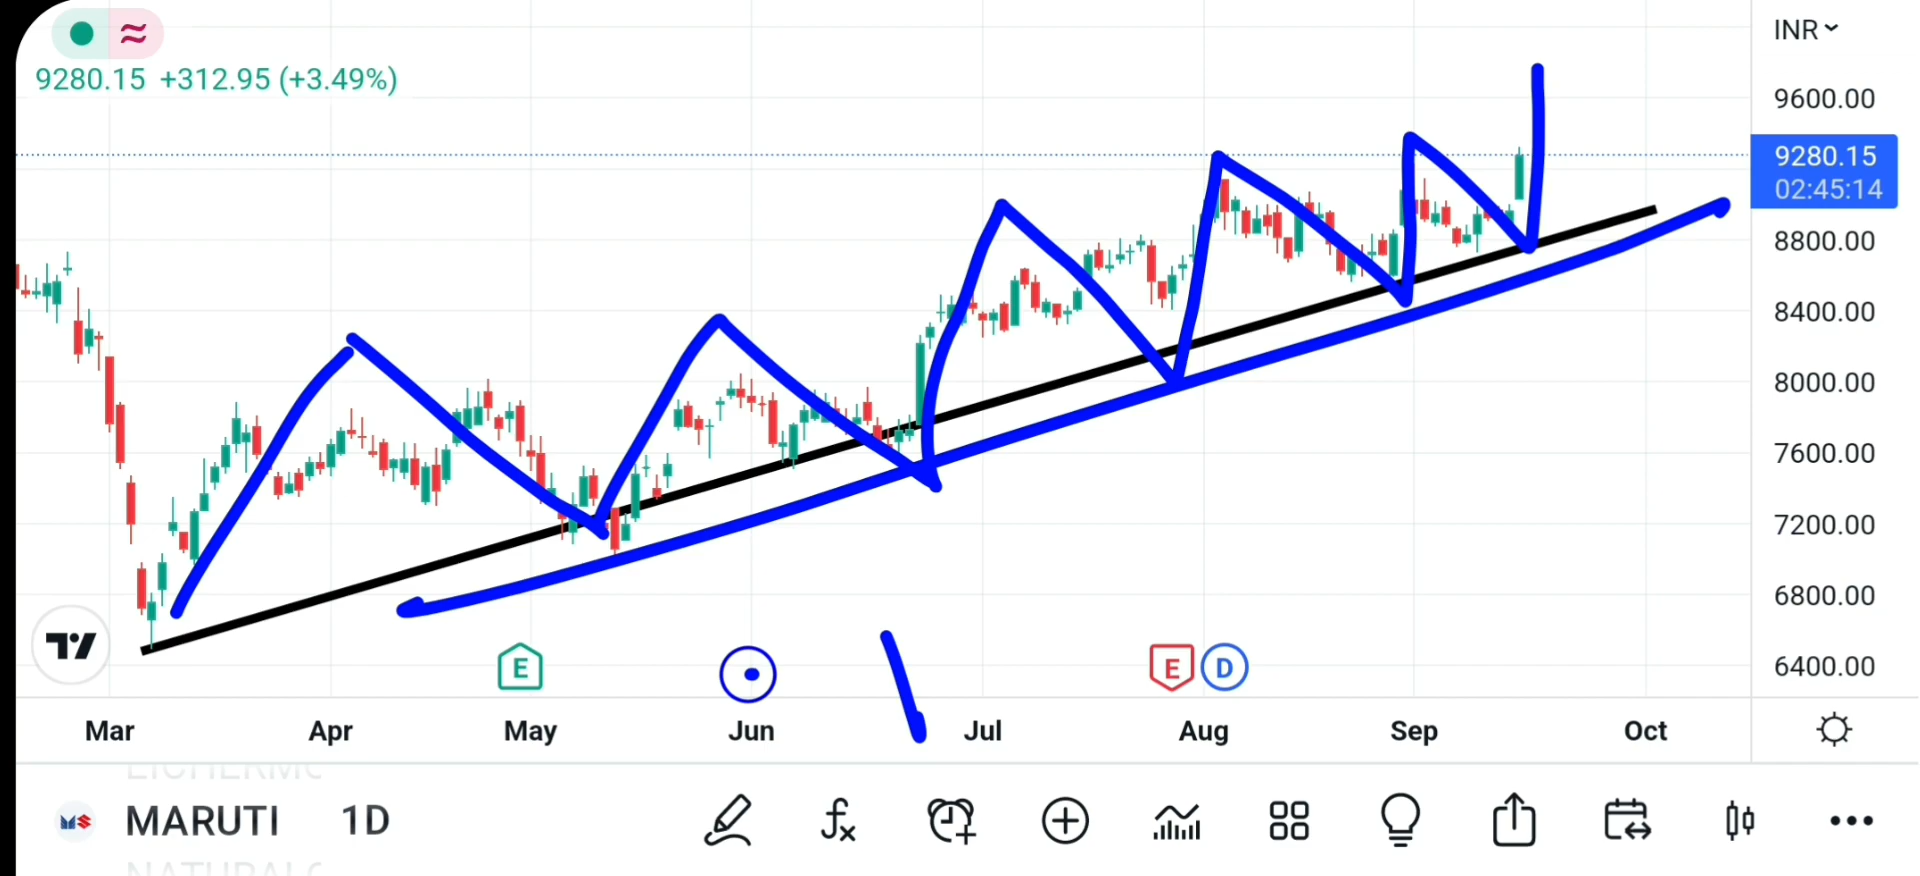 9280.15 +312.95 (+3.49%)
INR
9600.00
9280.15
02:45:14
8800.00
8400.00
8000.00
7600.00
7200.00
6800.00
6400.00
E
E
D
Mar Apr May Jun Jul Aug Sep Oct
MARUTI 1D